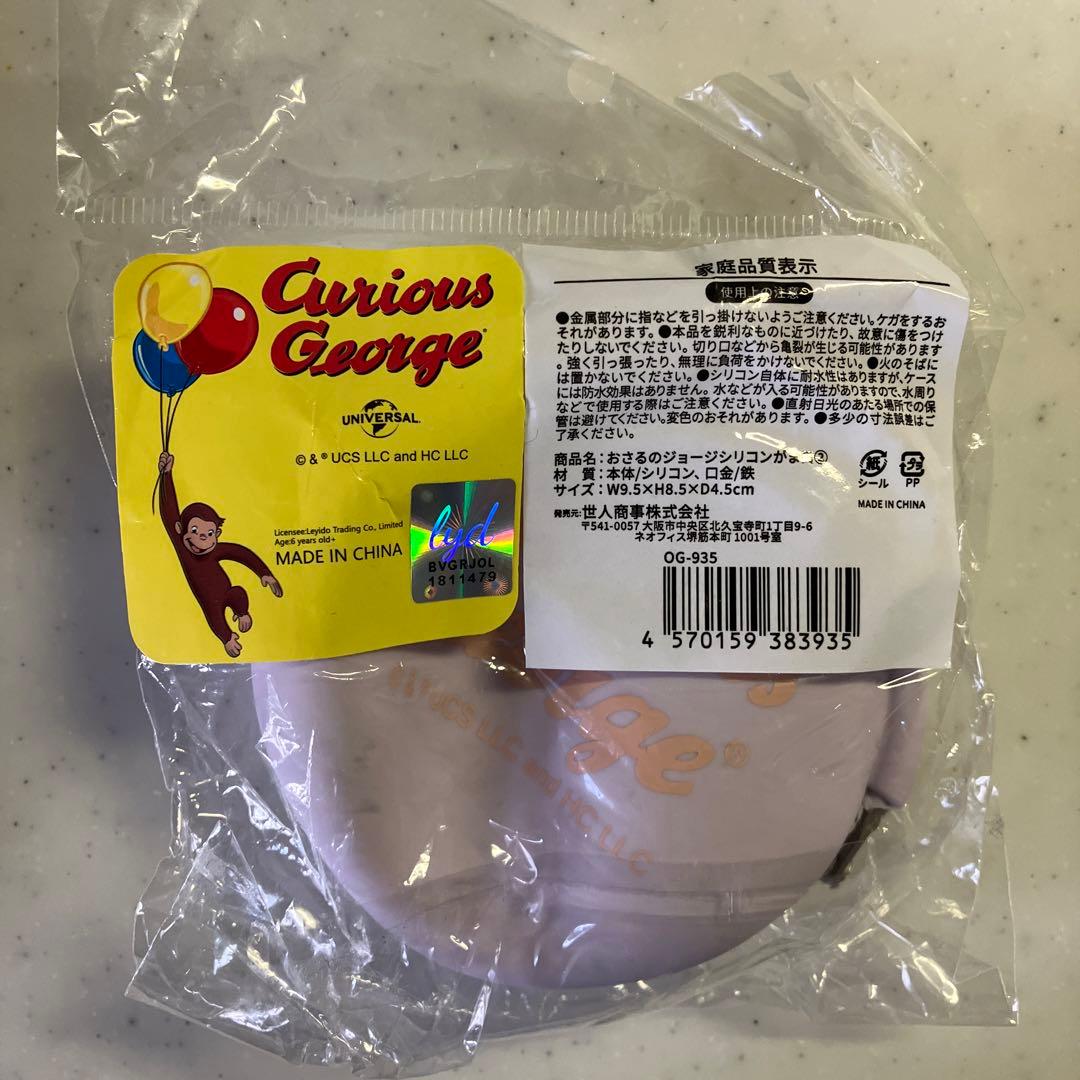 Curious
George®
UNIVERSAL
© & ® UCS LLC and HC LLC
Licensee:Leyido Trading Co., Limited
Age:6 years old+
MADE IN CHINA
lyd
BVGRJOL
1811479
家庭品質表示
使用上の注意
●金属部分に指などを引っ掛けないようご注意ください。ケガをするお
それがあります。●本品を鋭利なものに近づけたり、故意に傷をつけ
たりしないでください。切り口などから亀裂が生じる可能性があります
。強く引っ張ったり、無理に負荷をかけないでください。●火のそばに
は置かないでください。●シリコン自体に耐水性はありますが、ケース
には防水効果はありません。水などが入る可能性がありますので、水周り
などで使用する際はご注意ください。●直射日光のあたる場所での保
管は避けてください。変色のおそれがあります。●多少の寸法誤差はご
了承ください。
商品名:おさるのジョージシリコンがま口②
材 質:本体/シリコン、口金/鉄
サイズ:W9.5×H8.5×D4.5cm
紙
シール
プラ
PP
MADE IN CHINA
発売元:世人商事株式会社
〒541-0057 大阪市中央区北久宝寺町1丁目9-6
ネオフィス堺筋本町 1001号室
OG-935
4 570159 383935
UCS LLC and HC LLC